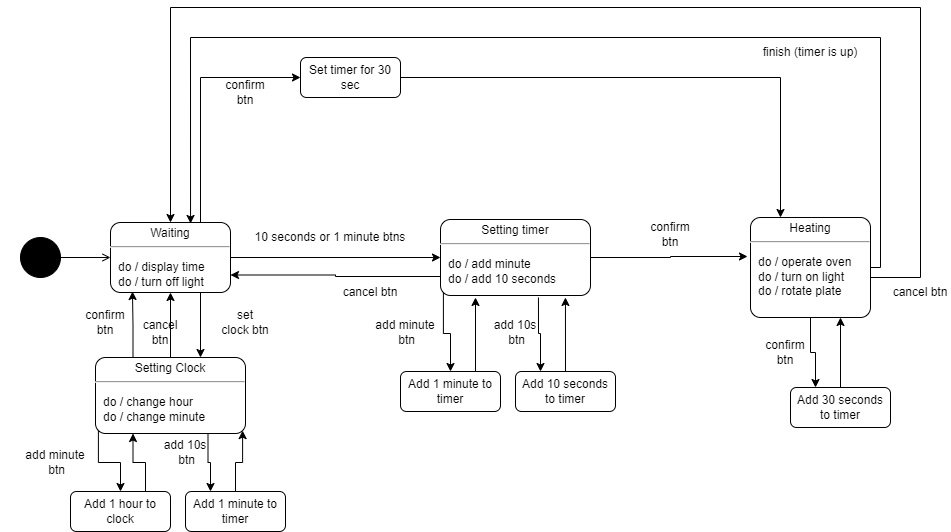 finish (timer is up)
Set timer for 30
sec
confirm
btn
Waiting
do / display time
do / turn off light
10 seconds or 1 minute btns
Setting timer
do / add minute
do / add 10 seconds
confirm
btn
Heating
do / operate oven
do / turn on light
do / rotate plate
cancel btn
cancel btn
confirm
btn
cancel
btn
set
clock btn
add minute
btn
add 10s
btn
confirm
btn
Setting Clock
do / change hour
do / change minute
Add 1 minute to
timer
Add 10 seconds
to timer
Add 30 seconds
to timer
add minute
btn
add 10s
btn
Add 1 hour to
clock
Add 1 minute to
timer